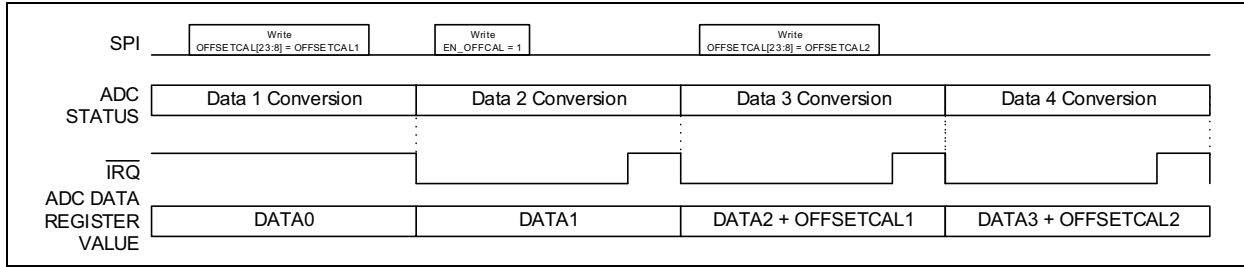 SPI
Write
OFFSETCAL[23:8] = OFFSETCAL1
Write
EN_OFFCAL = 1
Write
OFFSETCAL[23:8] = OFFSETCAL2
ADC
STATUS
Data 1 Conversion
Data 2 Conversion
Data 3 Conversion
Data 4 Conversion
IRQ
ADC DATA
REGISTER
VALUE
DATA0
DATA1
DATA2 + OFFSETCAL1
DATA3 + OFFSETCAL2